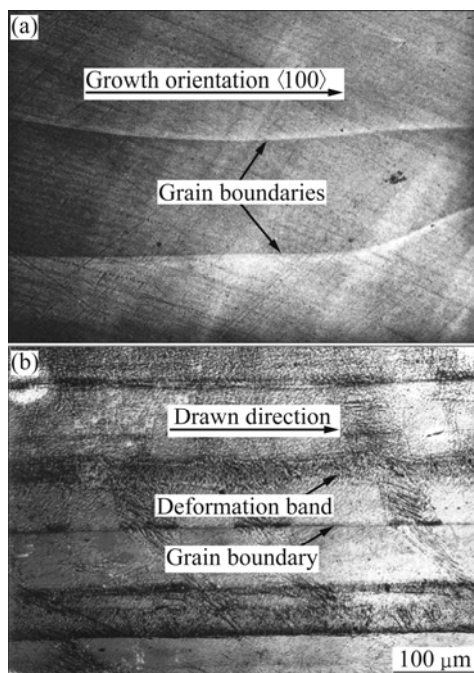 (a)
Growth orientation ⟨100⟩
Grain boundaries
(b)
Drawn direction
Deformation band
Grain boundary
100 μm